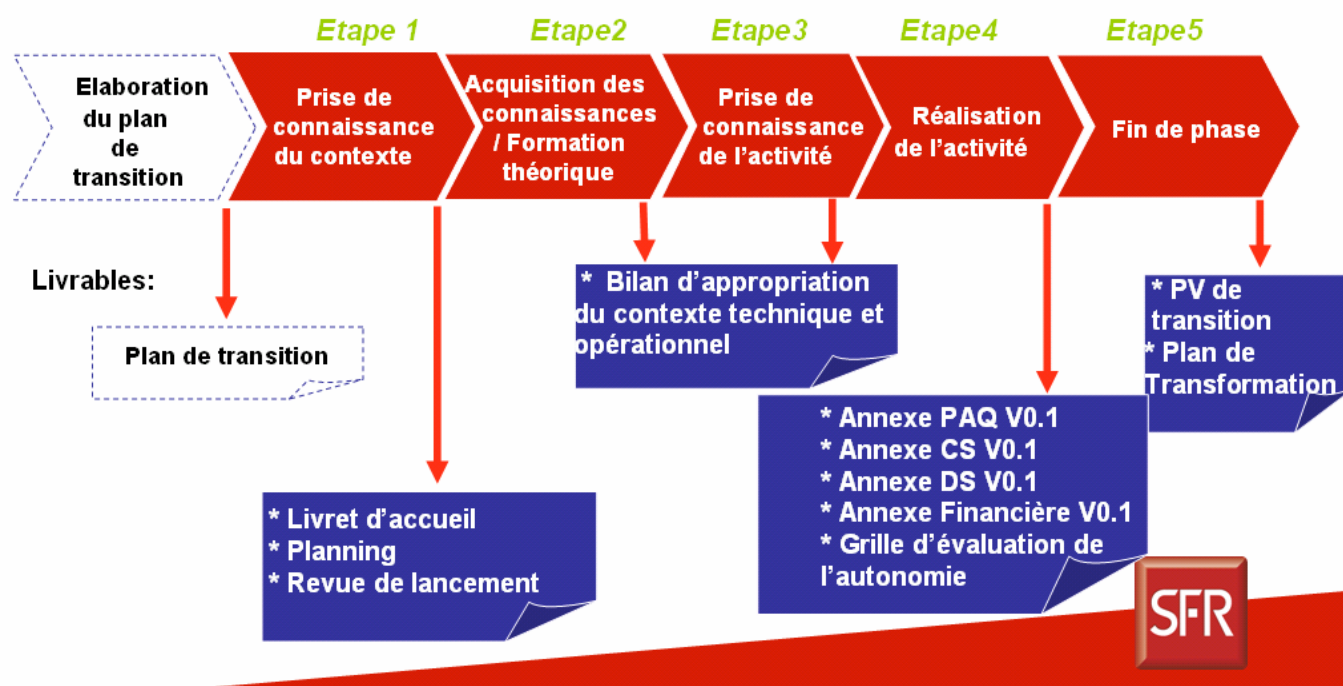 Etape 1
Etape2
Etape3
Etape4
Etape5
Elaboration
du plan
de
transition
Prise de
connaissance
du contexte
Acquisition des
connaissances
/ Formation
théorique
Prise de
connaissance
de l'activité
Réalisation
de l'activité
Fin de phase
Livrables:
Plan de transition
* Livret d'accueil
* Planning
* Revue de lancement
* Bilan d'appropriation
du contexte technique et
opérationnel
* Annexe PAQ V0.1
* Annexe CS V0.1
* Annexe DS V0.1
* Annexe Financière V0.1
* Grille d'évaluation de
l'autonomie
* PV de
transition
* Plan de
Transformation
SFR